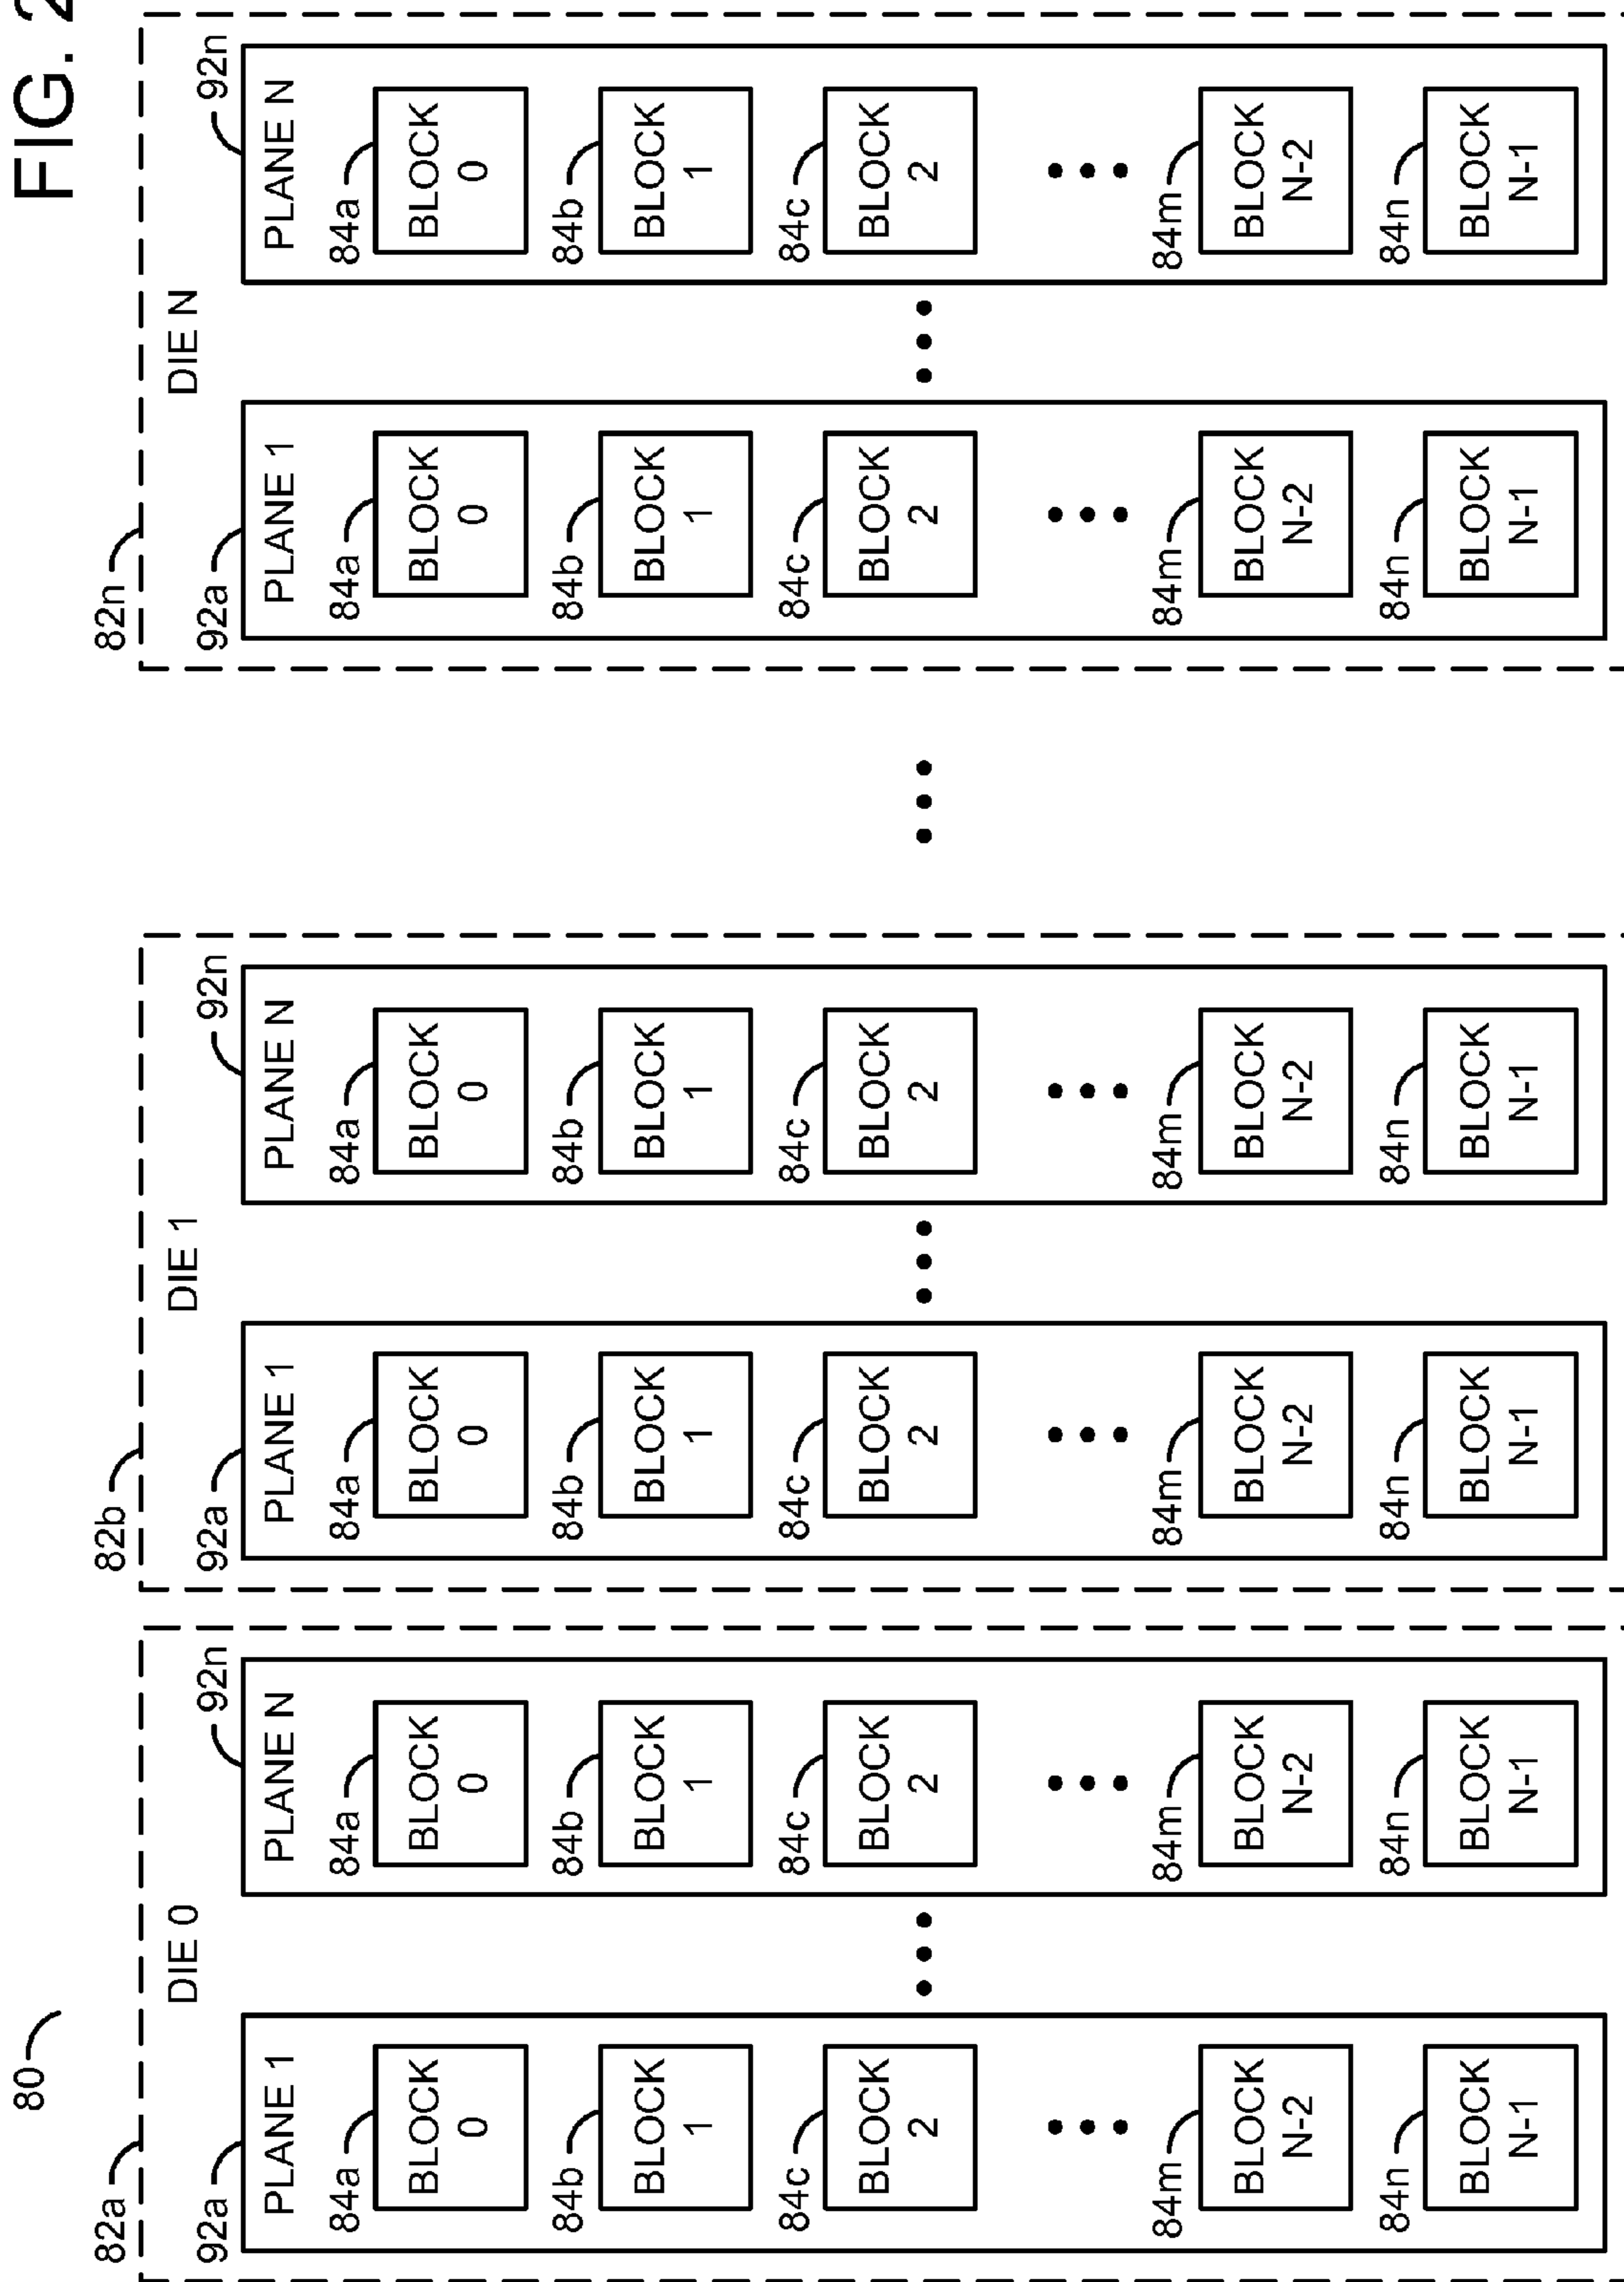 FIG. 2
80
82a
82b
82n
DIE 0
DIE 1
DIE N
92a
92n
92a
92n
92a
92n
PLANE 1
PLANE N
PLANE 1
PLANE N
PLANE 1
PLANE N
84a
84a
84a
84a
84a
84a
BLOCK
0
BLOCK
0
BLOCK
0
BLOCK
0
BLOCK
0
BLOCK
0
84b
84b
84b
84b
84b
84b
BLOCK
1
BLOCK
1
BLOCK
1
BLOCK
1
BLOCK
1
BLOCK
1
84c
84c
84c
84c
84c
84c
BLOCK
2
BLOCK
2
BLOCK
2
BLOCK
2
BLOCK
2
BLOCK
2
84m
84m
84m
84m
84m
84m
BLOCK
N-2
BLOCK
N-2
BLOCK
N-2
BLOCK
N-2
BLOCK
N-2
BLOCK
N-2
84n
84n
84n
84n
84n
84n
BLOCK
N-1
BLOCK
N-1
BLOCK
N-1
BLOCK
N-1
BLOCK
N-1
BLOCK
N-1